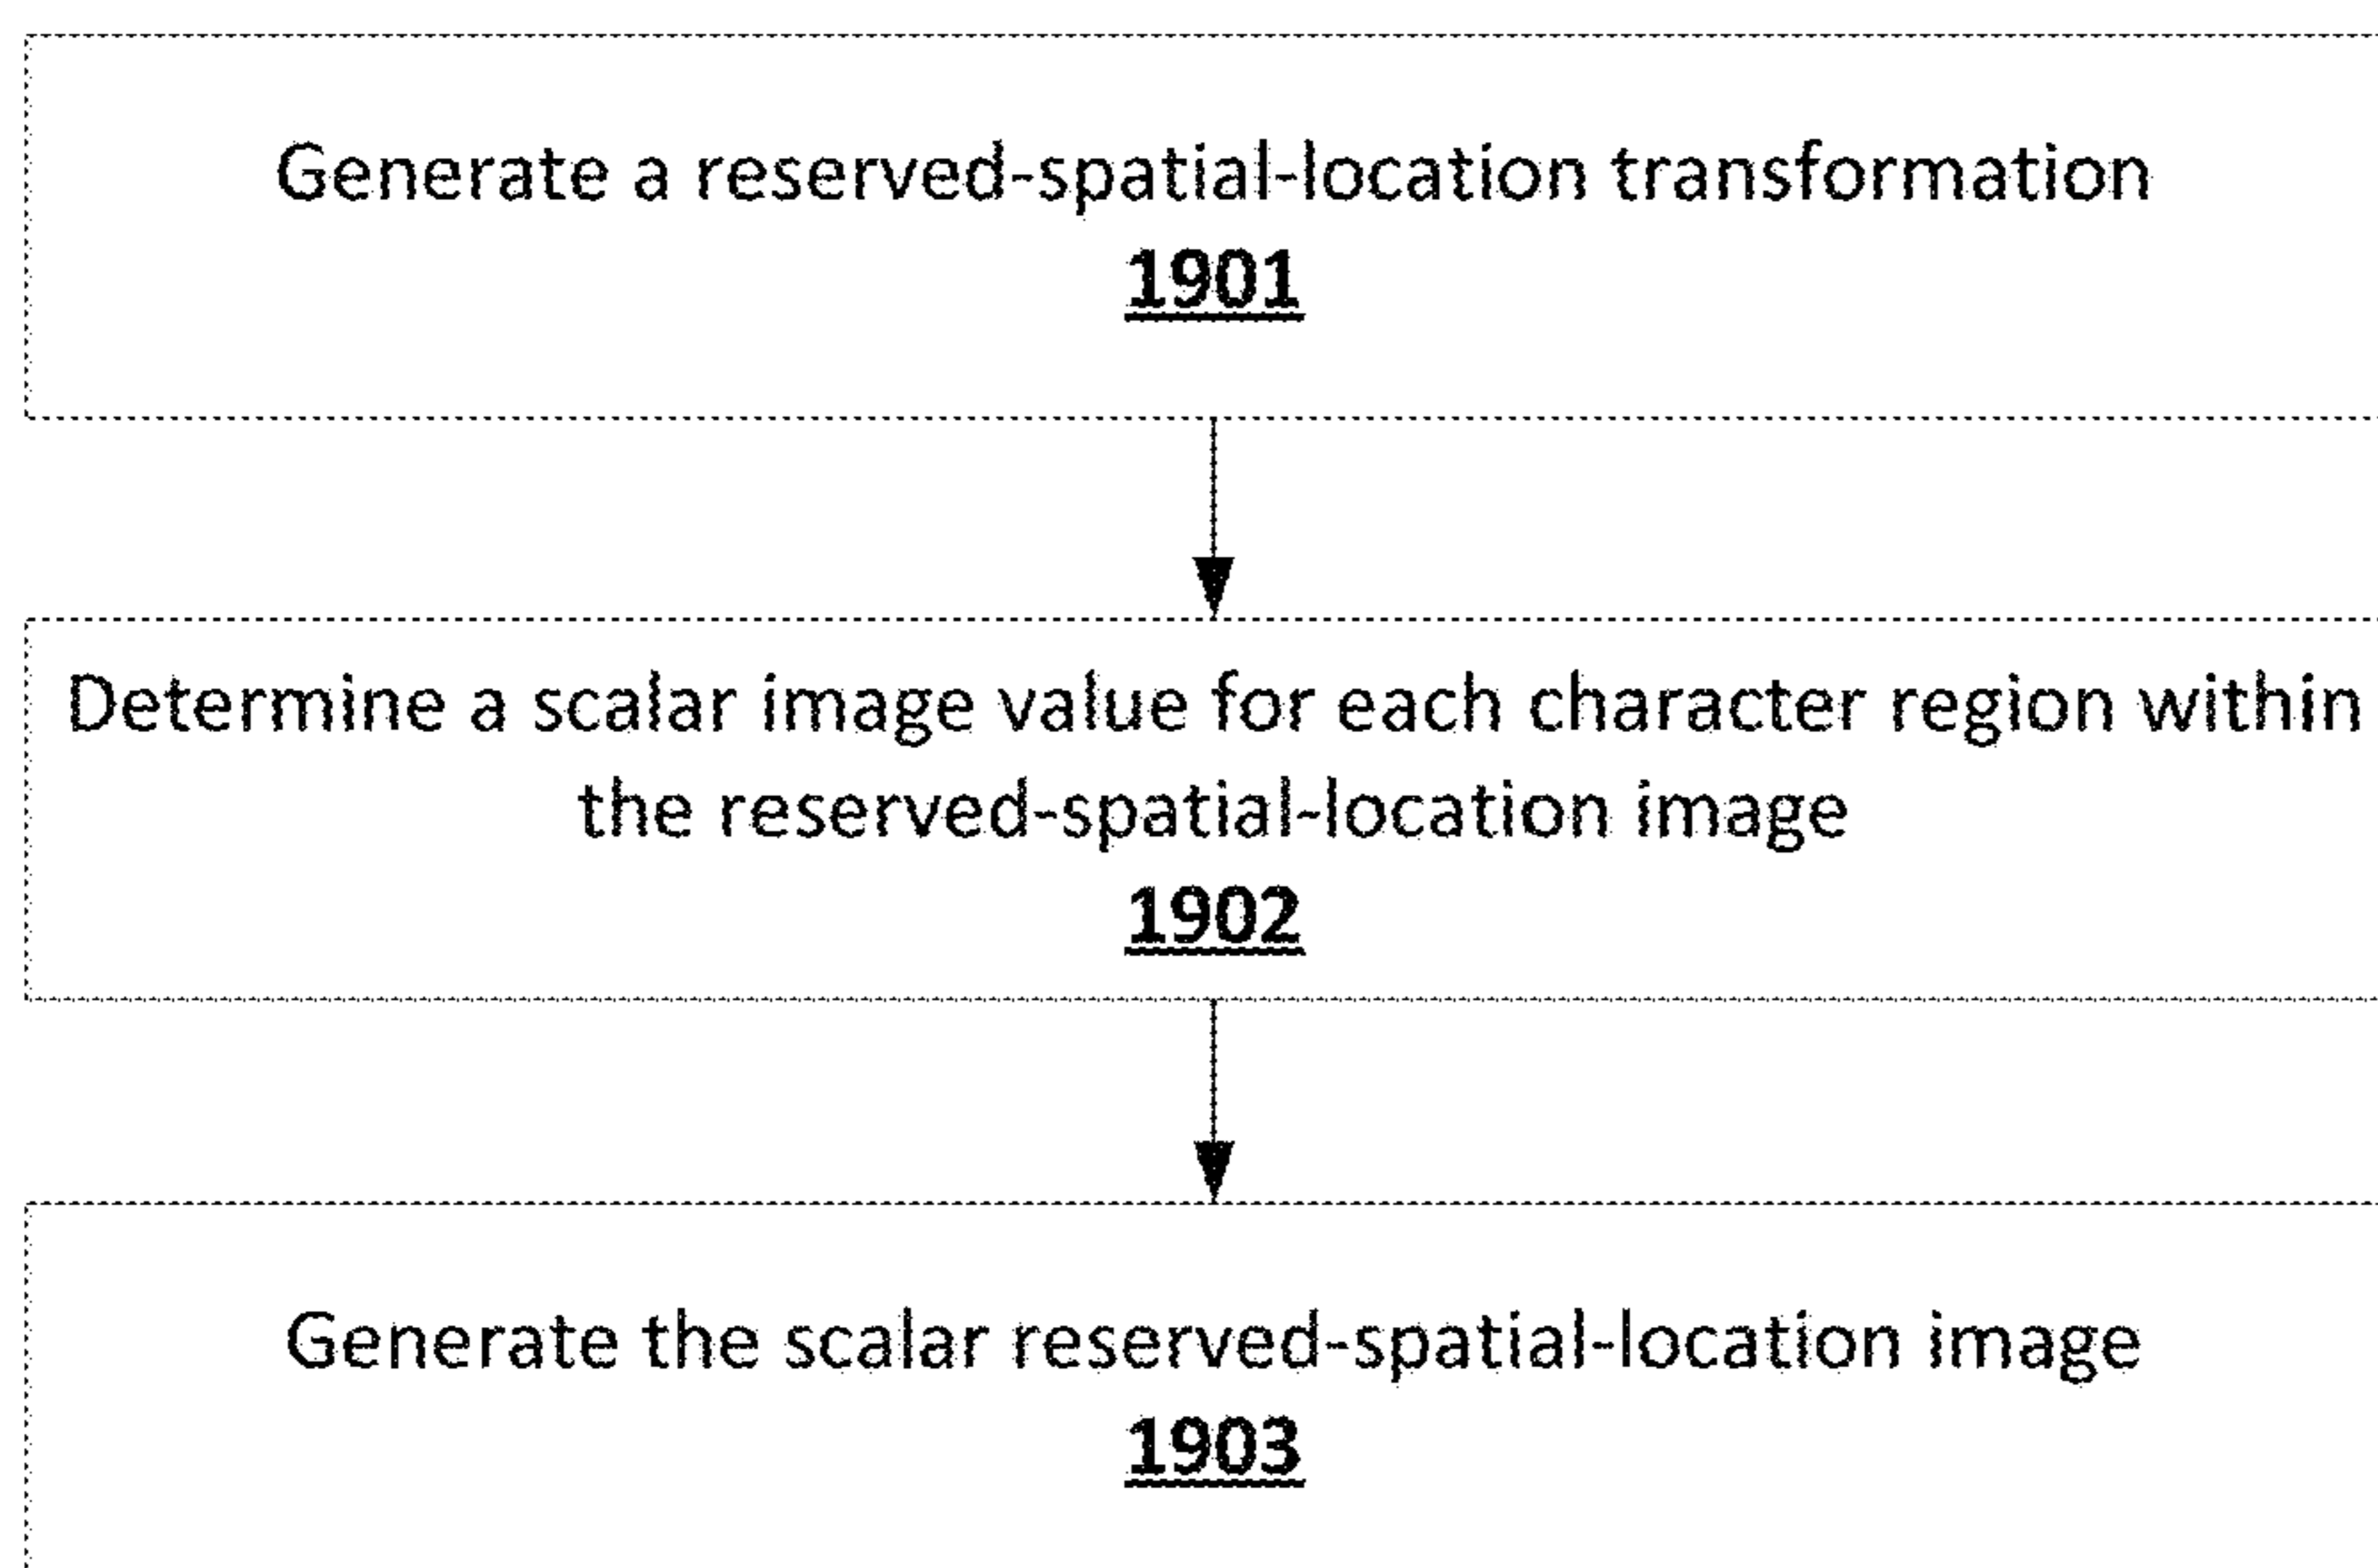 Generate a reserved-spatial-location transformation
1901
Determine a scalar image value for each character region within
the reserved-spatial-location image
1902
Generate the scalar reserved-spatial-location image
1903